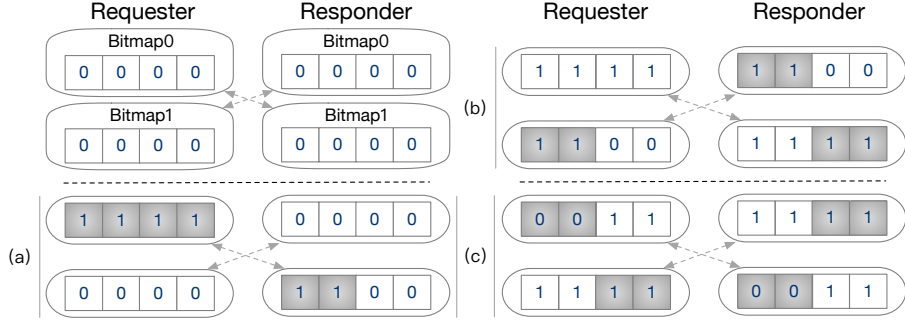 Requester Responder
Bitmap0 Bitmap0
0 0 0 0 0 0 0 0
Bitmap1 Bitmap1
0 0 0 0 0 0 0 0
(a)
1 1 1 1 0 0 0 0
0 0 0 0 1 1 0 0
Requester Responder
(b)
1 1 1 1 1 1 0 0
1 1 0 0 1 1 1 1
(c)
0 0 1 1 1 1 1 1
1 1 1 1 0 0 1 1